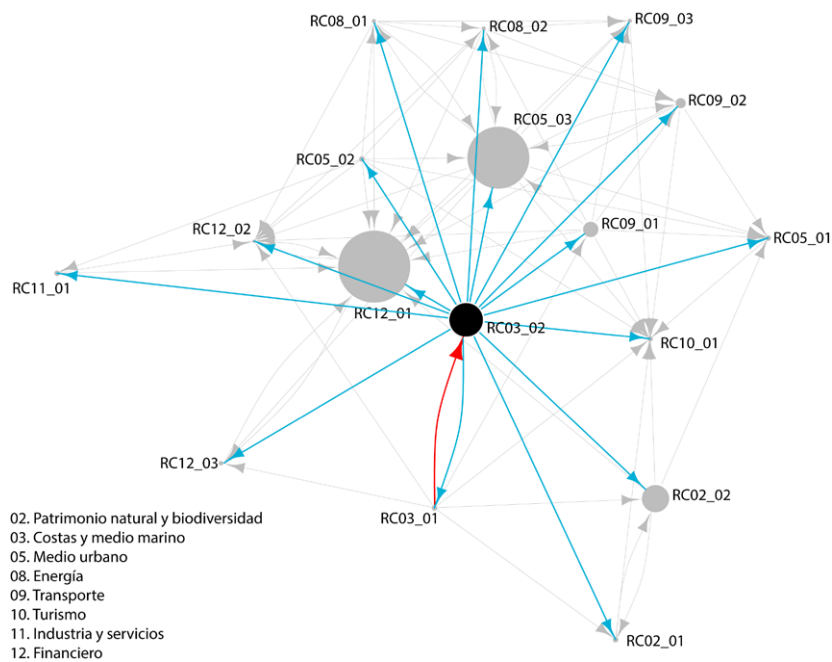 RC08_01
RC08_02
RC09_03
RC09_02
RC05_03
RC05_02
RC12_02
RC09_01
RC05_01
RC11_01
RC12_01
RC03_02
RC10_01
RC12_03
RC02_02
RC03_01
02. Patrimonio natural y biodiversidad
03. Costas y medio marino
05. Medio urbano
08. Energía
09. Transporte
10. Turismo
11. Industria y servicios
12. Financiero
RC02_01